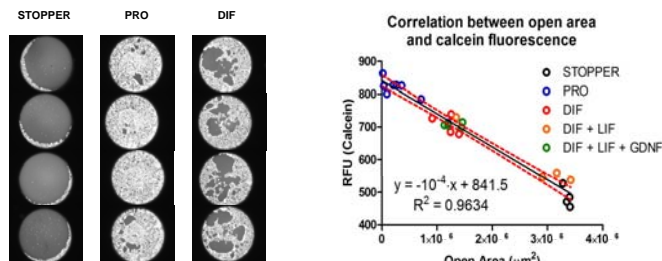 STOPPER PRO DIF
Correlation between open area
and calcein fluorescence
900
800
700
600
500
400
RFU (Calcein)
STOPPER
PRO
DIF
DIF + LIF
DIF + LIF + GDNF
y = -10⁻⁴·x + 841.5
R² = 0.9634
0 1×10⁻⁶ 2×10⁻⁶ 3×10⁻⁶ 4×10⁻⁶
Open Area (μm²)